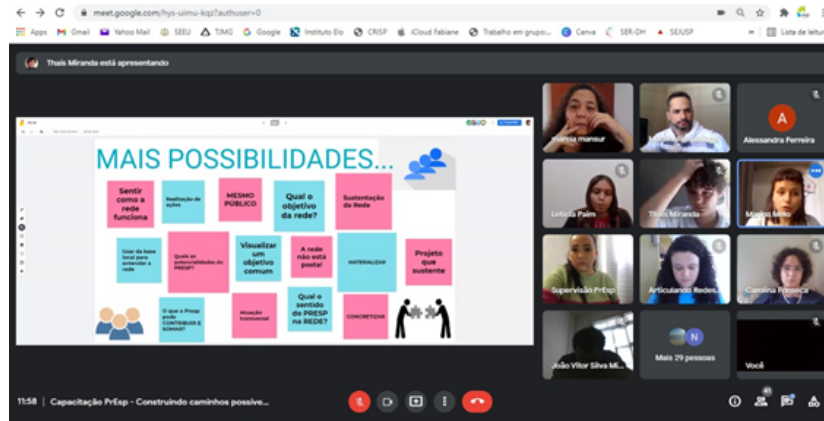 meet.google.com/hys-uimu-kqz?authuser=0
Apps Gmail Yahoo Mail SEEU TJMG Google Instituto Elo CRISP iCloud Fabiane Trabalho em grupo... Canva SER-DH SEJUSP » Lista de leitur
Thais Miranda está apresentando
MAIS POSSIBILIDADES...
Sentir como a rede funciona
Realização de ações
MESMO PÚBLICO
Qual o objetivo da rede?
Sustentação da Rede
Usar da base local para entender a rede
Quais as potencialidades do PRESP?
Visualizar um objetivo comum
A rede não está posta!
MATERIALIZAR
Projeto que sustente
O que o Presp pode CONTRIBUIR E SOMAR?
Atuação transversal
Qual o sentido do PRESP na REDE?
CONCRETIZAR
marcia mansur
Alessandra Ferreira
A
Leticia Paim
Thais Miranda
Supervisão PrEsp
Articulando Redes...
Carolina Fonseca
João Vitor Silva Mi...
N
Mais 29 pessoas
Você
11:58 | Capacitação PrEsp - Construindo caminhos possíve...